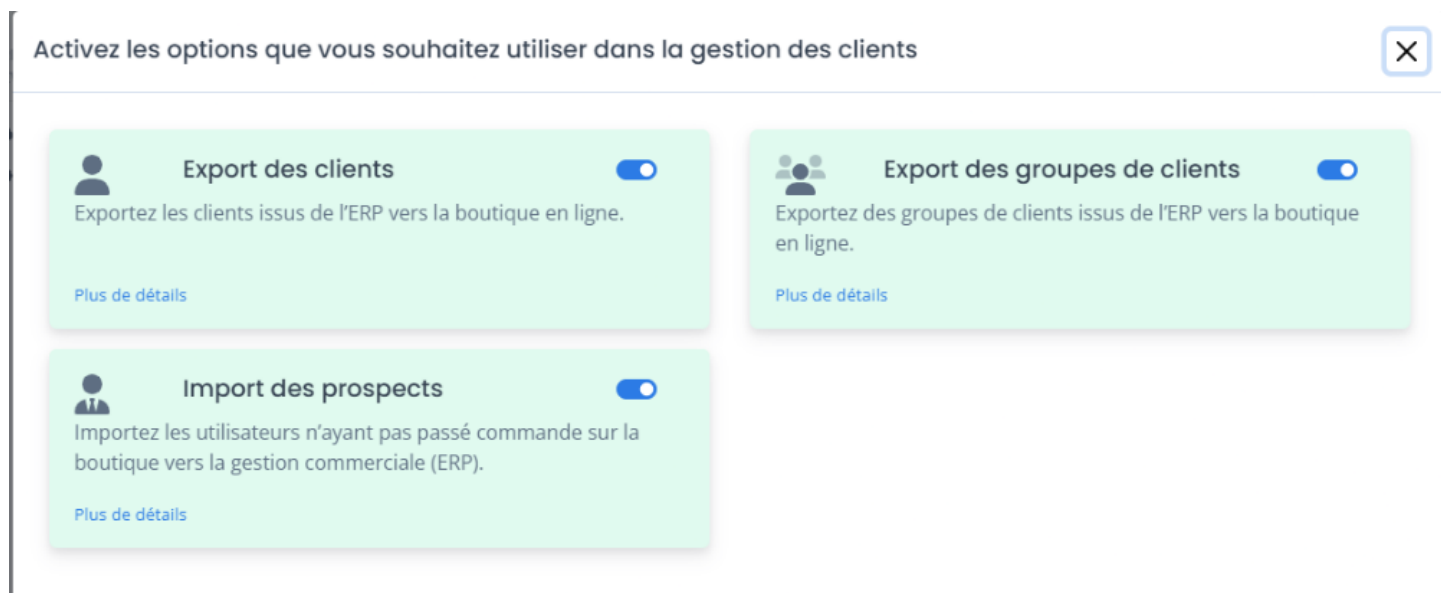 Activez les options que vous souhaitez utiliser dans la gestion des clients
Export des clients
Exportez les clients issus de l'ERP vers la boutique en ligne.
Plus de détails
Export des groupes de clients
Exportez des groupes de clients issus de l'ERP vers la boutique
en ligne.
Plus de détails
Import des prospects
Importez les utilisateurs n'ayant pas passé commande sur la
boutique vers la gestion commerciale (ERP).
Plus de détails